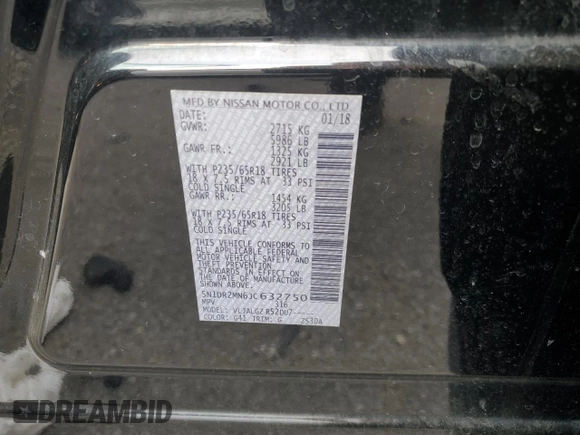 MFD BY NISSAN MOTOR CO., LTD
DATE: 01/18
GVWR: 2715 KG
5986 LB
GAWR FR.: 1325 KG
2921 LB
WITH P235/65R18 TIRES
18 X 7.5 RIMS AT 33 PSI
COLD SINGLE
GAWR RR.: 1454 KG
3205 LB
WITH P235/65R18 TIRES
18 X 7.5 RIMS AT 33 PSI
COLD SINGLE
THIS VEHICLE CONFORMS TO
ALL APPLICABLE FEDERAL
MOTOR VEHICLE SAFETY AND
THEFT PREVENTION
STANDARDS IN EFFECT ON
THE DATE OF MANUFACTURE
SHOWN ABOVE
5N1DR2MN6JC632750
MPV 316
MODEL:
COLOR: G41 TRIM: G 2S3DA
DREAMBID